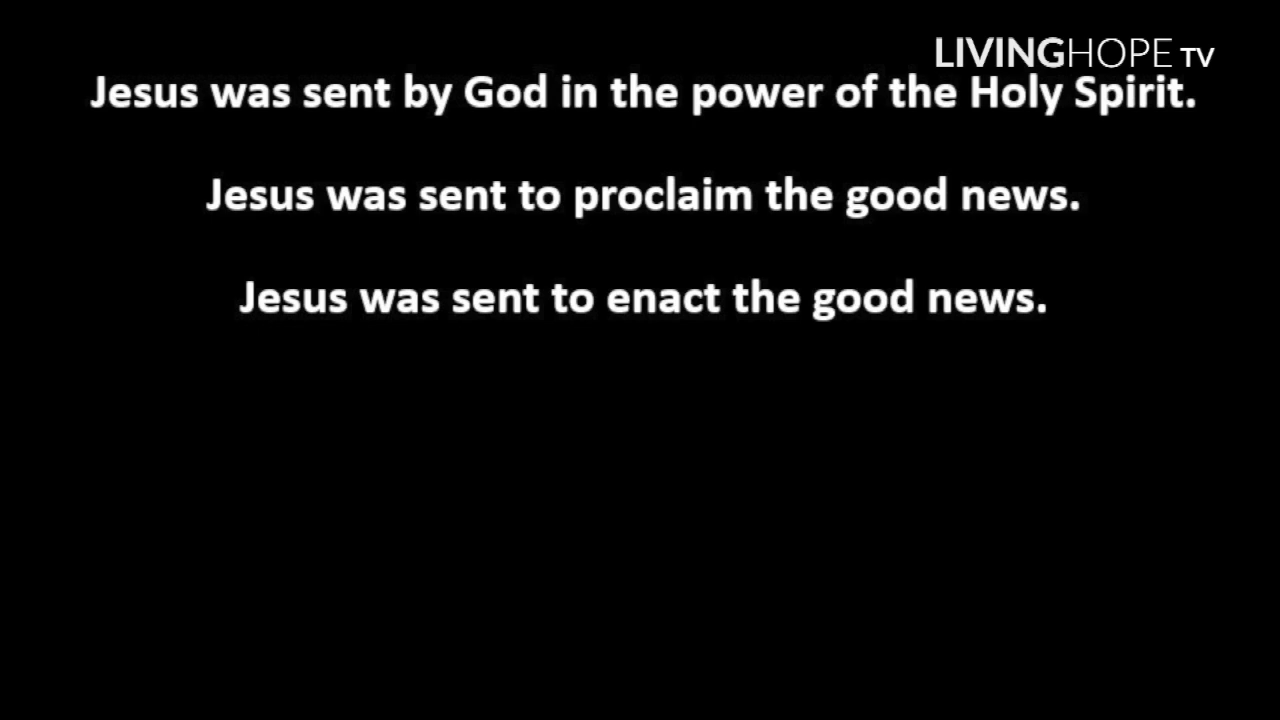 LIVINGHOPE TV
Jesus was sent by God in the power of the Holy Spirit.
Jesus was sent to proclaim the good news.
Jesus was sent to enact the good news.